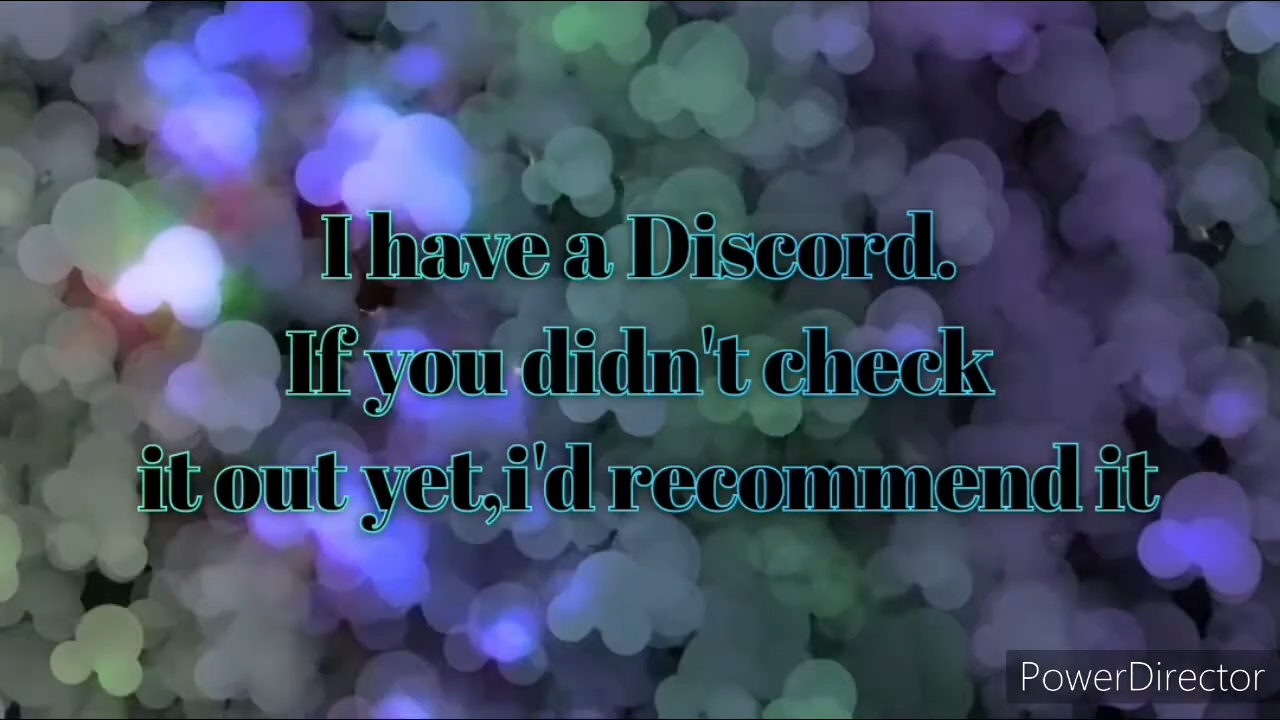 I have a Discord.
If you didn't check
it out yet,i'd recommend it
PowerDirector